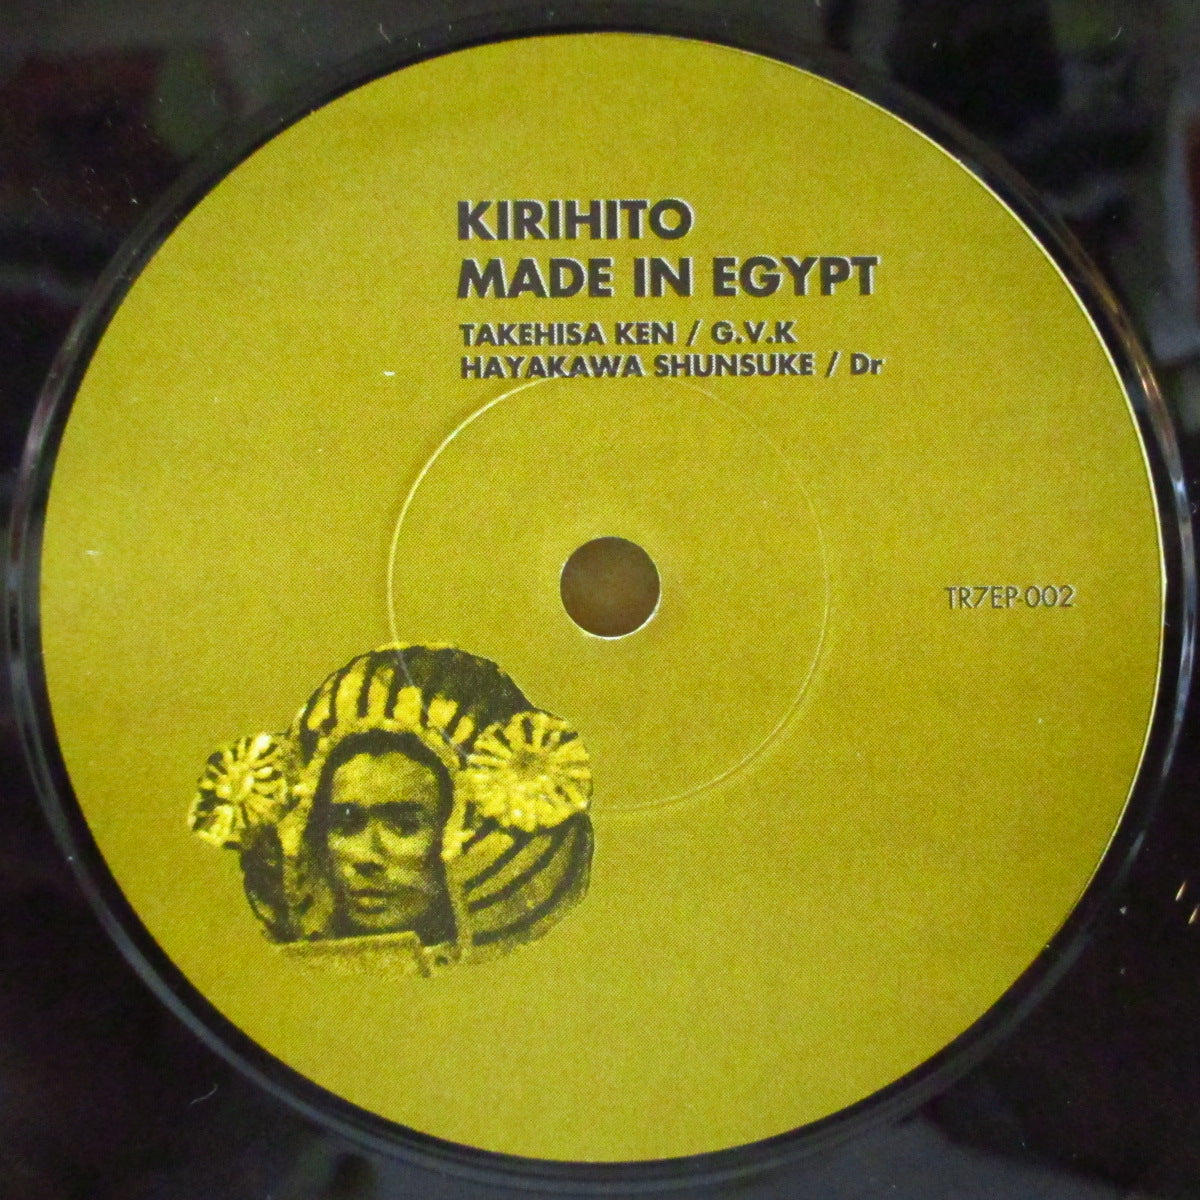 KIRIHITO
MADE IN EGYPT
TAKEHISA KEN / G.V.K
HAYAKAWA SHUNSUKE / Dr
TR7EP-002